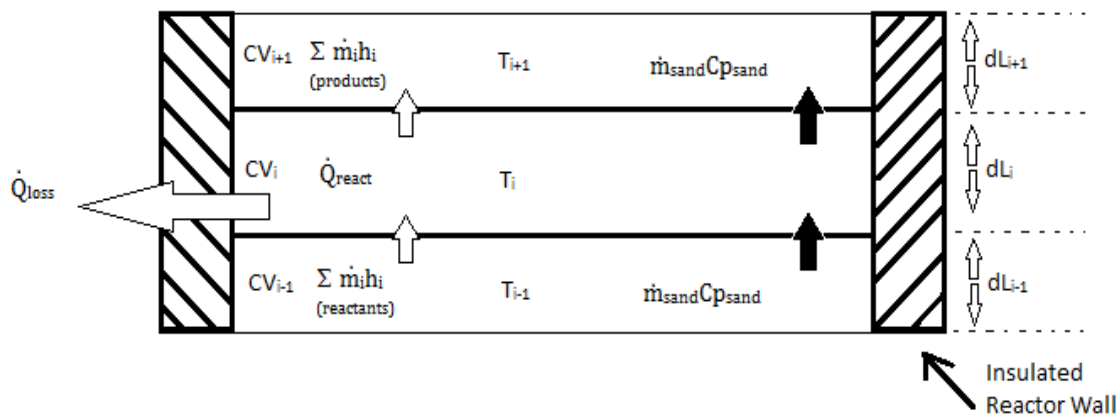 CVi+1 Σ ṁihi (products) Ti+1 ṁsandCpsand dLi+1
Q̇loss CVi Q̇react Ti dLi
CVi-1 Σ ṁihi (reactants) Ti-1 ṁsandCpsand dLi-1
Insulated
Reactor Wall